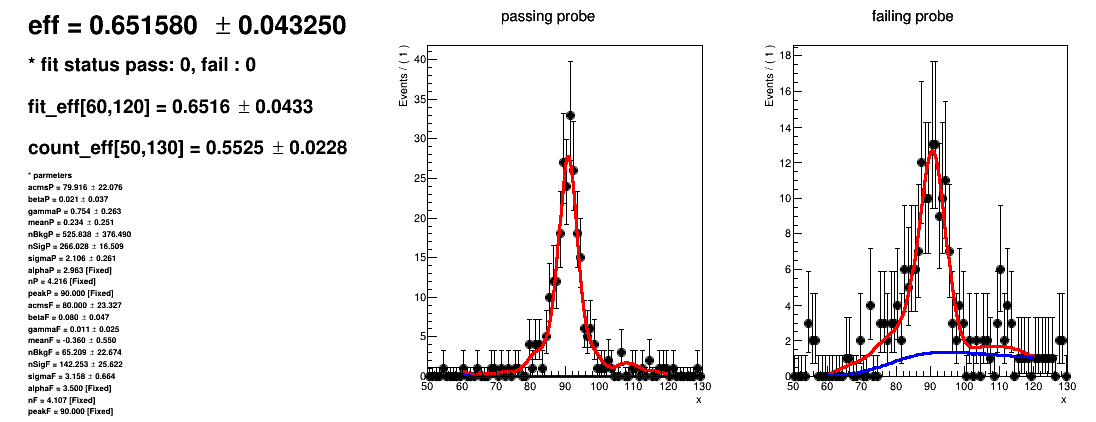 eff = 0.651580 ± 0.043250
* fit status pass: 0, fail : 0
fit_eff[60,120] = 0.6516 ± 0.0433
count_eff[50,130] = 0.5525 ± 0.0228
* parmeters
acmsP = 79.916 ± 22.076
betaP = 0.021 ± 0.037
gammaP = 0.754 ± 0.263
meanP = 0.234 ± 0.251
nBkgP = 525.838 ± 376.490
nSigP = 266.028 ± 16.509
sigmaP = 2.106 ± 0.261
alphaP = 2.963 [Fixed]
nP = 4.216 [Fixed]
peakP = 90.000 [Fixed]
acmsF = 80.000 ± 23.327
betaF = 0.080 ± 0.047
gammaF = 0.011 ± 0.025
meanF = -0.360 ± 0.550
nBkgF = 65.209 ± 22.674
nSigF = 142.253 ± 25.622
sigmaF = 3.158 ± 0.664
alphaF = 3.500 [Fixed]
nF = 4.107 [Fixed]
peakF = 90.000 [Fixed]
passing probe
Events / ( 1 )
40
35
30
25
20
15
10
5
0
50 60 70 80 90 100 110 120 130
x
failing probe
Events / ( 1 )
18
16
14
12
10
8
6
4
2
0
50 60 70 80 90 100 110 120 130
x